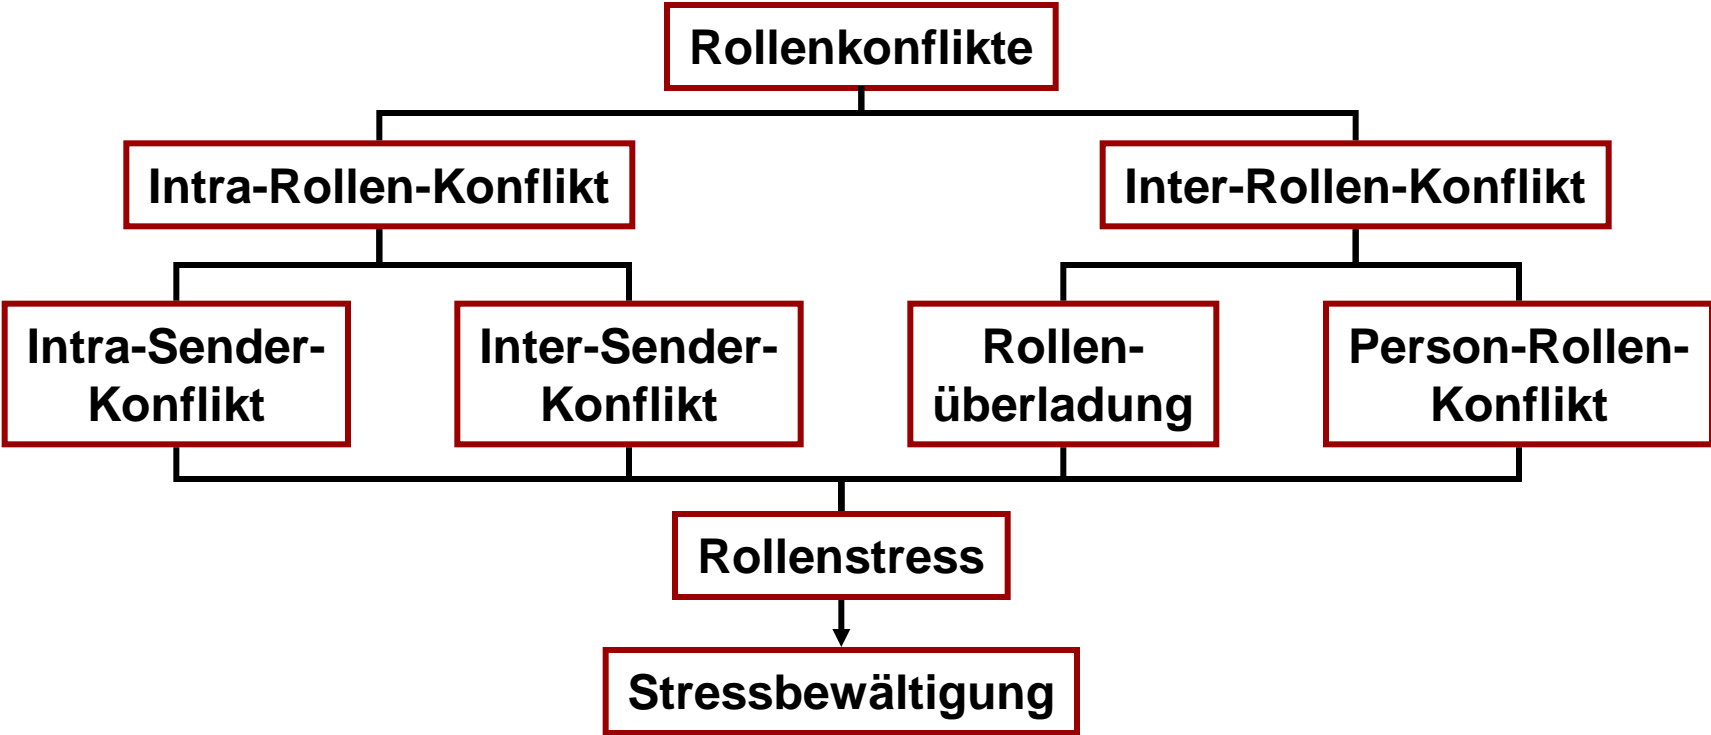 Rollenkonflikte
Intra-Rollen-Konflikt
Inter-Rollen-Konflikt
Intra-Sender-
Konflikt
Inter-Sender-
Konflikt
Rollen-
überladung
Person-Rollen-
Konflikt
Rollenstress
Stressbewältigung